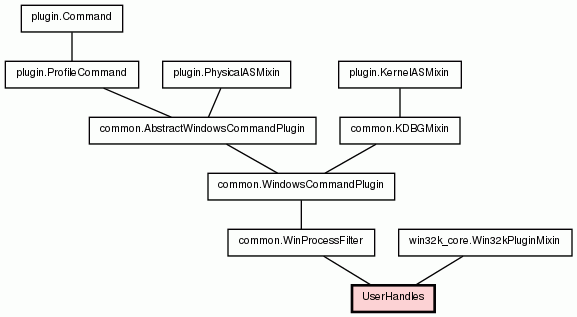 plugin.Command
plugin.ProfileCommand
plugin.PhysicalASMixin
plugin.KernelASMixin
common.AbstractWindowsCommandPlugin
common.KDBGMixin
common.WindowsCommandPlugin
common.WinProcessFilter
win32k_core.Win32kPluginMixin
UserHandles